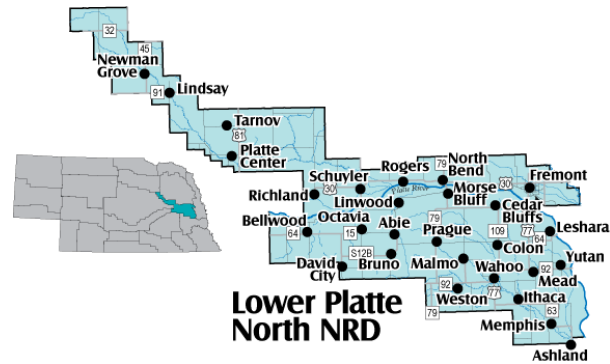 32
45
Newman
Grove
91
Lindsay
Tarnov
81
Platte
Center
Rogers
79
North
Bend
Schuyler
30
Platte River
30
Fremont
Richland
Linwood
Morse
Bluff
Cedar
Bluffs
Bellwood
Octavia
Abie
79
Prague
109
77
Leshara
64
15
64
Colon
S12B
David
City
Bruno
Malmo
Wahoo
92
Yutan
Mead
92
Weston
77
Ithaca
Lower Platte
North NRD
79
63
Memphis
Ashland